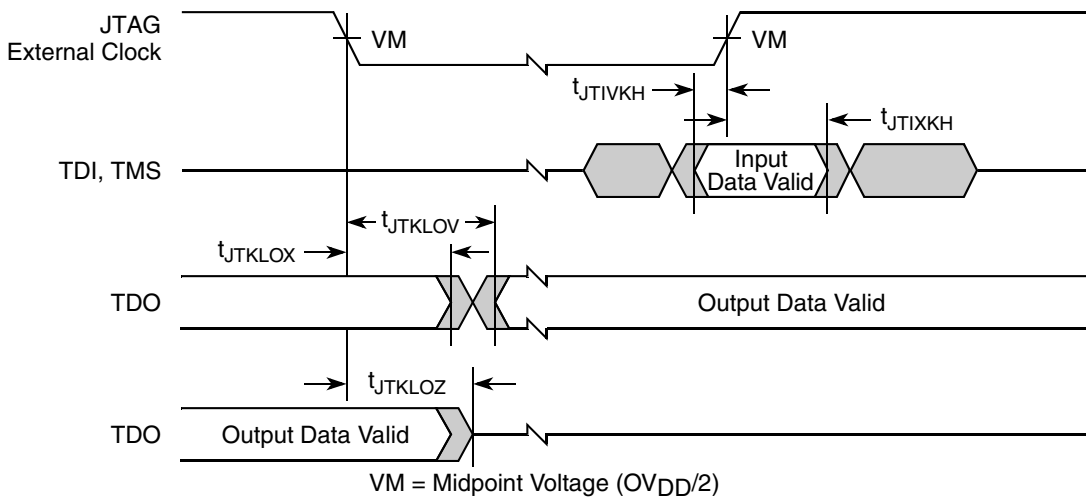 JTAG
External Clock
VM
VM
tJTIVKH
tJTIXKH
TDI, TMS
Input
Data Valid
tJTKLOV
tJTKLOX
TDO
Output Data Valid
tJTKLOZ
TDO
Output Data Valid
VM = Midpoint Voltage (OVDD/2)